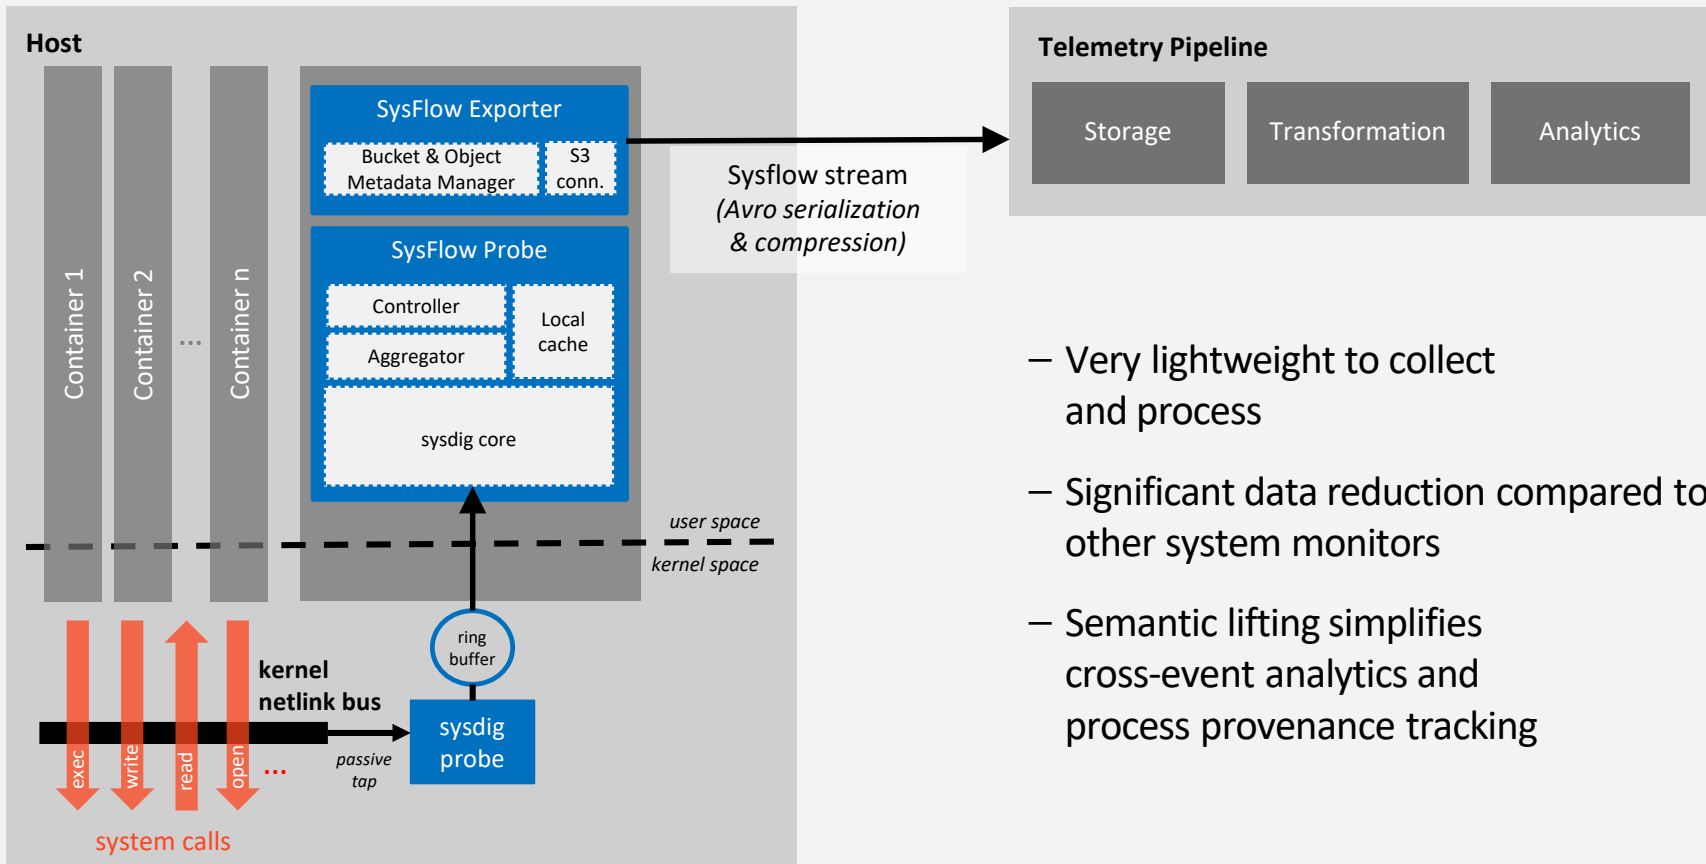 Host
Container 1
Container 2
...
Container n
SysFlow Exporter
Bucket & Object
Metadata Manager
S3
conn.
SysFlow Probe
Controller
Aggregator
Local
cache
sysdig core
user space
kernel space
ring
buffer
kernel
netlink bus
passive
tap
sysdig
probe
exec
write
read
open
...
system calls
Sysflow stream
(Avro serialization
& compression)
Telemetry Pipeline
Storage
Transformation
Analytics
– Very lightweight to collect
and process
– Significant data reduction compared to
other system monitors
– Semantic lifting simplifies
cross-event analytics and
process provenance tracking